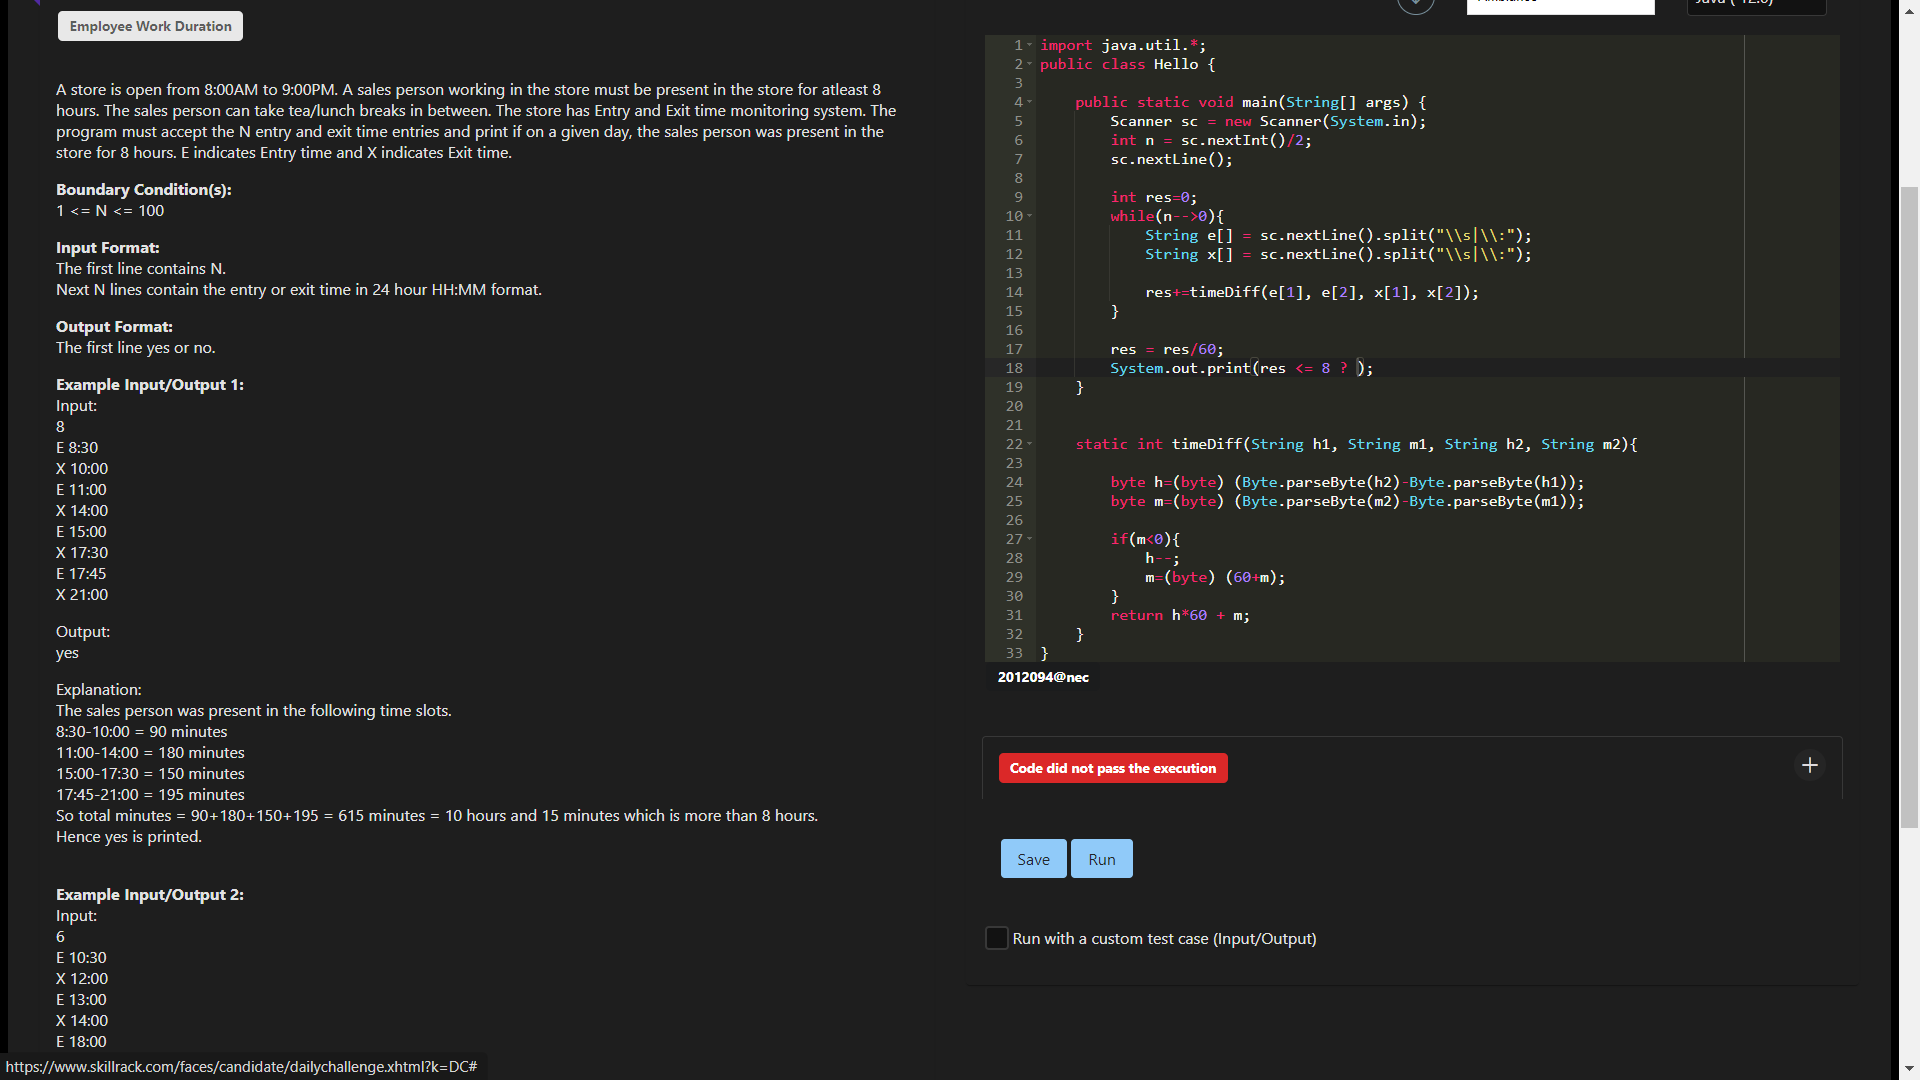 Employee Work Duration
A store is open from 8:00AM to 9:00PM. A sales person working in the store must be present in the store for atleast 8
hours. The sales person can take tea/lunch breaks in between. The store has Entry and Exit time monitoring system. The
program must accept the N entry and exit time entries and print if on a given day, the sales person was present in the
store for 8 hours. E indicates Entry time and X indicates Exit time.
Boundary Condition(s):
1 <= N <= 100
Input Format:
The first line contains N.
Next N lines contain the entry or exit time in 24 hour HH:MM format.
Output Format:
The first line yes or no.
Example Input/Output 1:
Input:
8
E 8:30
X 10:00
E 11:00
X 14:00
E 15:00
X 17:30
E 17:45
X 21:00
Output:
yes
Explanation:
The sales person was present in the following time slots.
8:30-10:00 = 90 minutes
11:00-14:00 = 180 minutes
15:00-17:30 = 150 minutes
17:45-21:00 = 195 minutes
So total minutes = 90+180+150+195 = 615 minutes = 10 hours and 15 minutes which is more than 8 hours.
Hence yes is printed.
Example Input/Output 2:
Input:
6
E 10:30
X 12:00
E 13:00
X 14:00
E 18:00
https://www.skillrack.com/faces/candidate/dailychallenge.xhtml?k=DC#
1 import java.util.*;
2 public class Hello {
3
4 public static void main(String[] args) {
5 Scanner sc = new Scanner(System.in);
6 int n = sc.nextInt()/2;
7 sc.nextLine();
8
9 int res=0;
10 while(n-->0){
11 String e[] = sc.nextLine().split("\\s|\\:");
12 String x[] = sc.nextLine().split("\\s|\\:");
13
14 res+=timeDiff(e[1], e[2], x[1], x[2]);
15 }
16
17 res = res/60;
18 System.out.print(res <= 8 ? );
19 }
20
21
22 static int timeDiff(String h1, String m1, String h2, String m2){
23
24 byte h=(byte) (Byte.parseByte(h2)-Byte.parseByte(h1));
25 byte m=(byte) (Byte.parseByte(m2)-Byte.parseByte(m1));
26
27 if(m<0){
28 h--;
29 m=(byte) (60+m);
30 }
31 return h*60 + m;
32 }
33 }
2012094@nec
Code did not pass the execution
Save Run
Run with a custom test case (Input/Output)